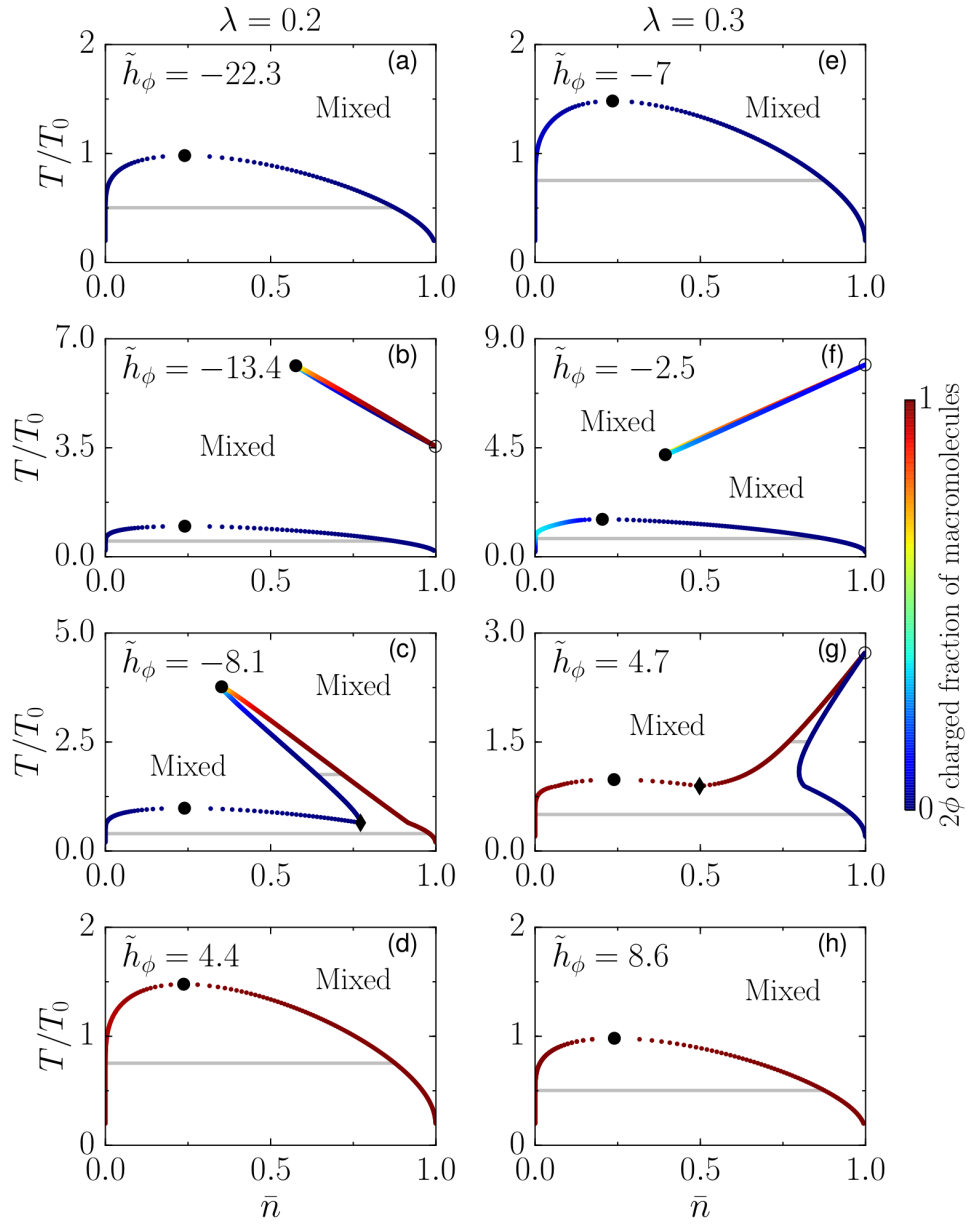 λ = 0.2
λ = 0.3
(a)
h̃_ϕ = −22.3
Mixed
T/T₀
2
1
0
0.0 0.5 1.0
(e)
h̃_ϕ = −7
Mixed
2
1
0
0.0 0.5 1.0
(b)
h̃_ϕ = −13.4
Mixed
T/T₀
7.0
3.5
0.0
0.0 0.5 1.0
(f)
h̃_ϕ = −2.5
Mixed
Mixed
9.0
4.5
0.0
0.0 0.5 1.0
(c)
h̃_ϕ = −8.1
Mixed
Mixed
T/T₀
5.0
2.5
0.0
0.0 0.5 1.0
(g)
h̃_ϕ = 4.7
Mixed
3.0
1.5
0.0
0.0 0.5 1.0
(d)
h̃_ϕ = 4.4
Mixed
T/T₀
2
1
0
0.0 0.5 1.0
n̄
(h)
h̃_ϕ = 8.6
Mixed
2
1
0
0.0 0.5 1.0
n̄
1
0
2ϕ charged fraction of macromolecules